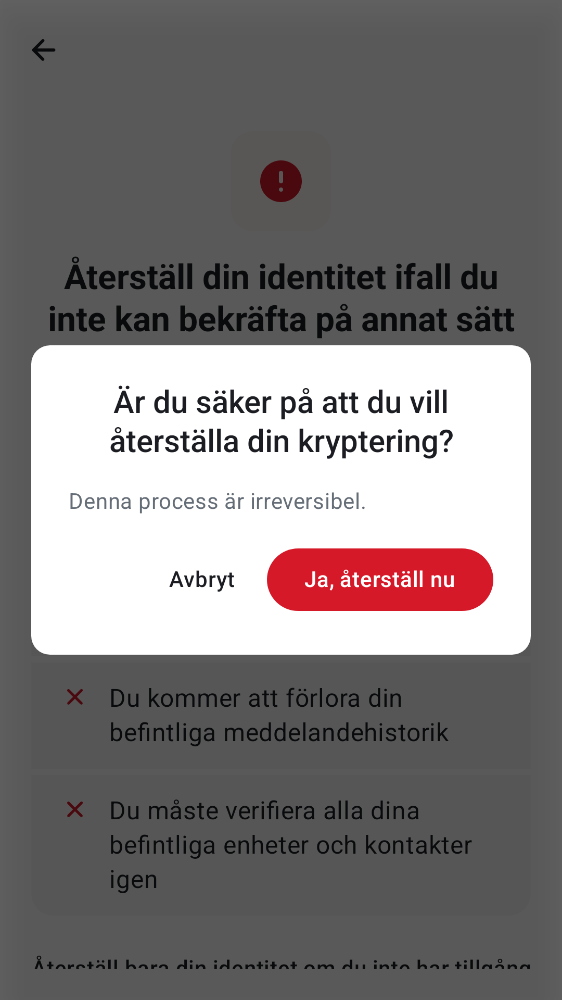 Återställ din identitet ifall du
inte kan bekräfta på annat sätt
Är du säker på att du vill
återställa din kryptering?
Denna process är irreversibel.
Avbryt
Ja, återställ nu
Du kommer att förlora din
befintliga meddelandehistorik
Du måste verifiera alla dina
befintliga enheter och kontakter
igen
Återställ bara din identitet om du inte har tillgång